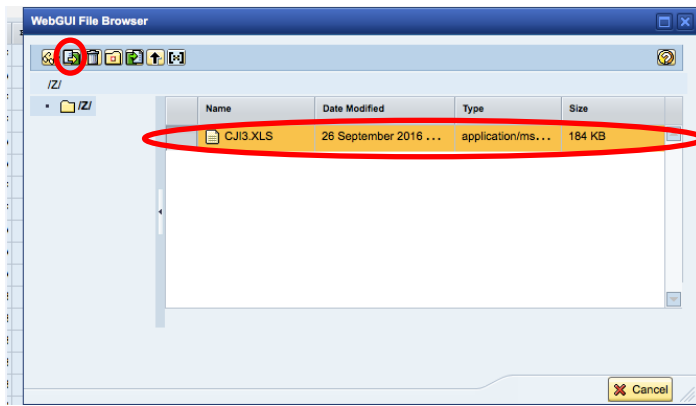 WebGUI File Browser
/Z/
/Z/
Name Date Modified Type Size
CJI3.XLS 26 September 2016 ... application/ms... 184 KB
Cancel